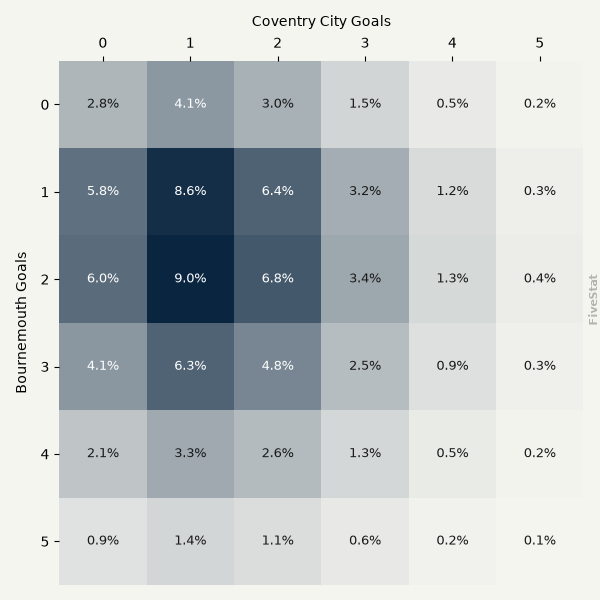 Coventry City Goals
0 1 2 3 4 5
0 2.8% 4.1% 3.0% 1.5% 0.5% 0.2%
1 5.8% 8.6% 6.4% 3.2% 1.2% 0.3%
2 6.0% 9.0% 6.8% 3.4% 1.3% 0.4%
3 4.1% 6.3% 4.8% 2.5% 0.9% 0.3%
4 2.1% 3.3% 2.6% 1.3% 0.5% 0.2%
5 0.9% 1.4% 1.1% 0.6% 0.2% 0.1%
Bournemouth Goals
FiveStat